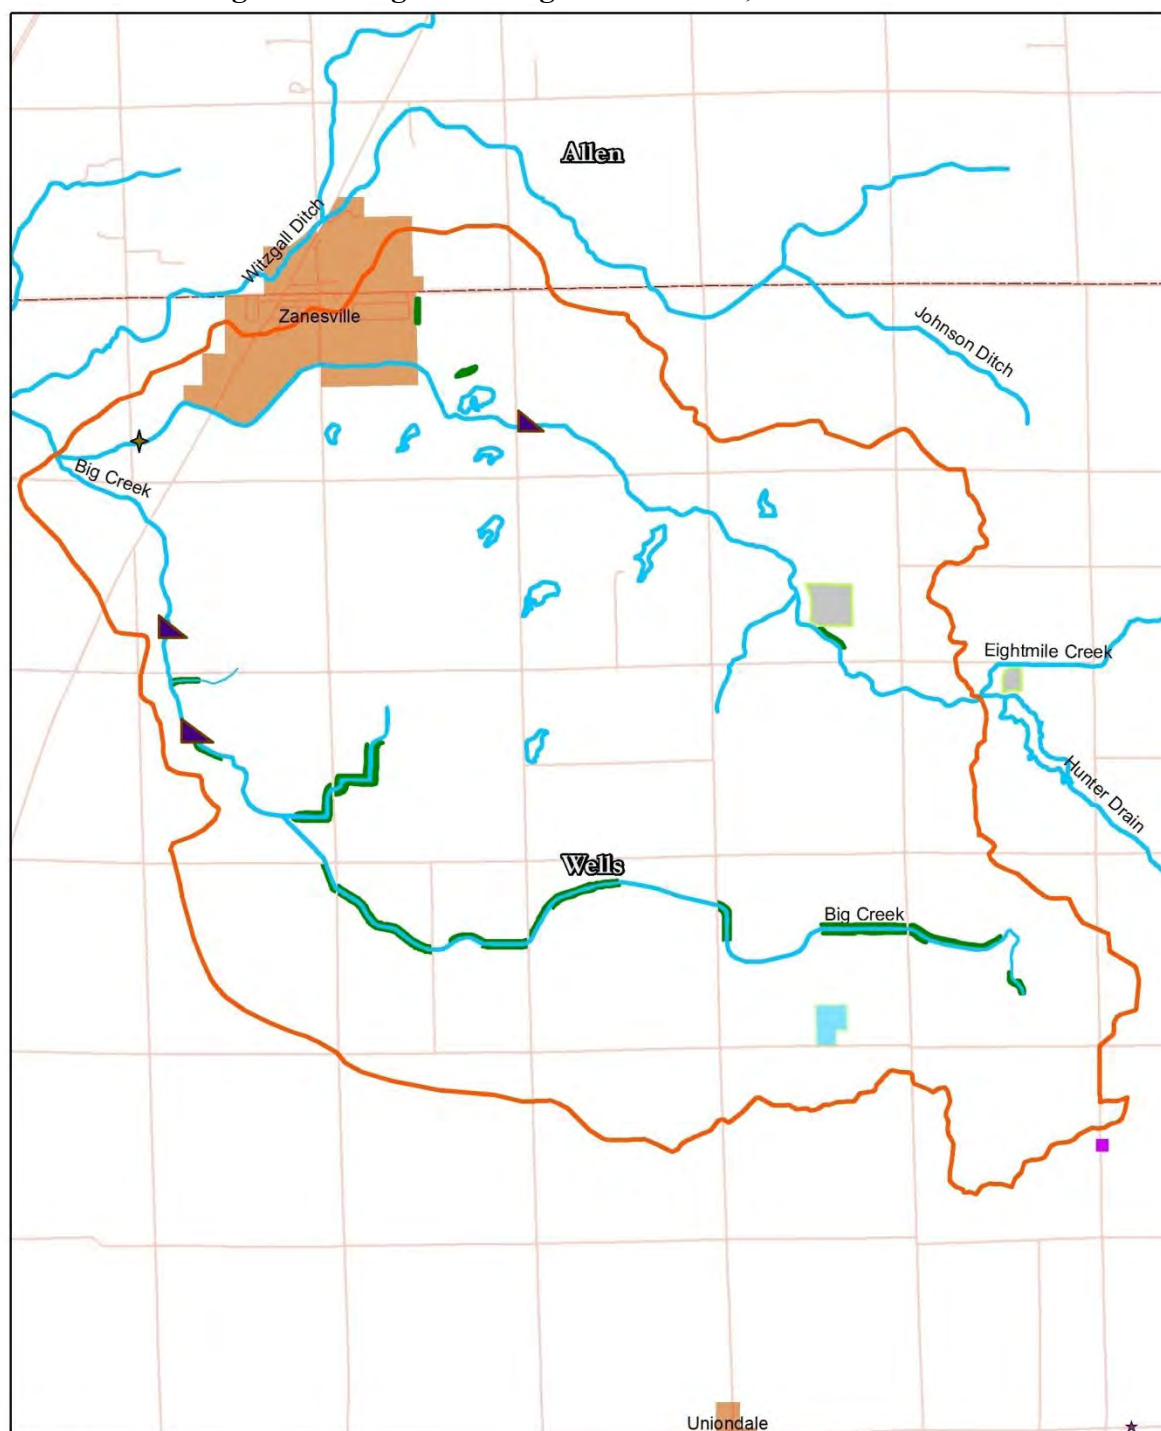 Allen
Witzgall Ditch
Zanesville
Johnson Ditch
Big Creek
Eightmile Creek
Hunter Drain
Wells
Big Creek
Uniondale